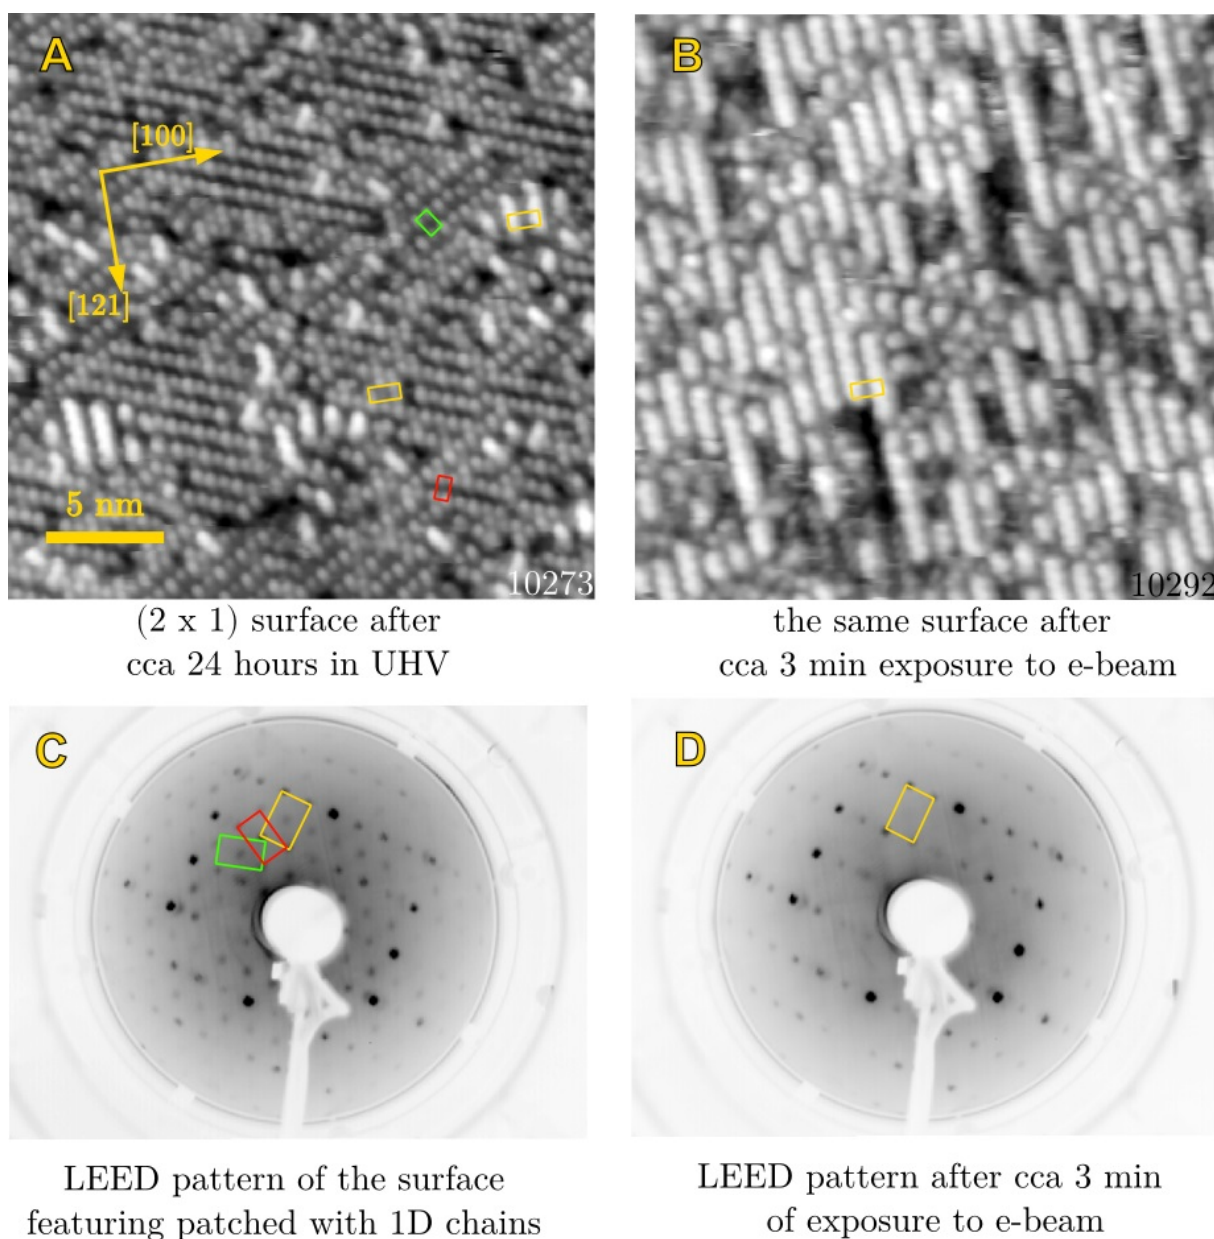 A
B
[100]
[121]
5 nm
10273
10292
(2 x 1) surface after
cca 24 hours in UHV
the same surface after
cca 3 min exposure to e-beam
C
D
LEED pattern of the surface
featuring patched with 1D chains
LEED pattern after cca 3 min
of exposure to e-beam